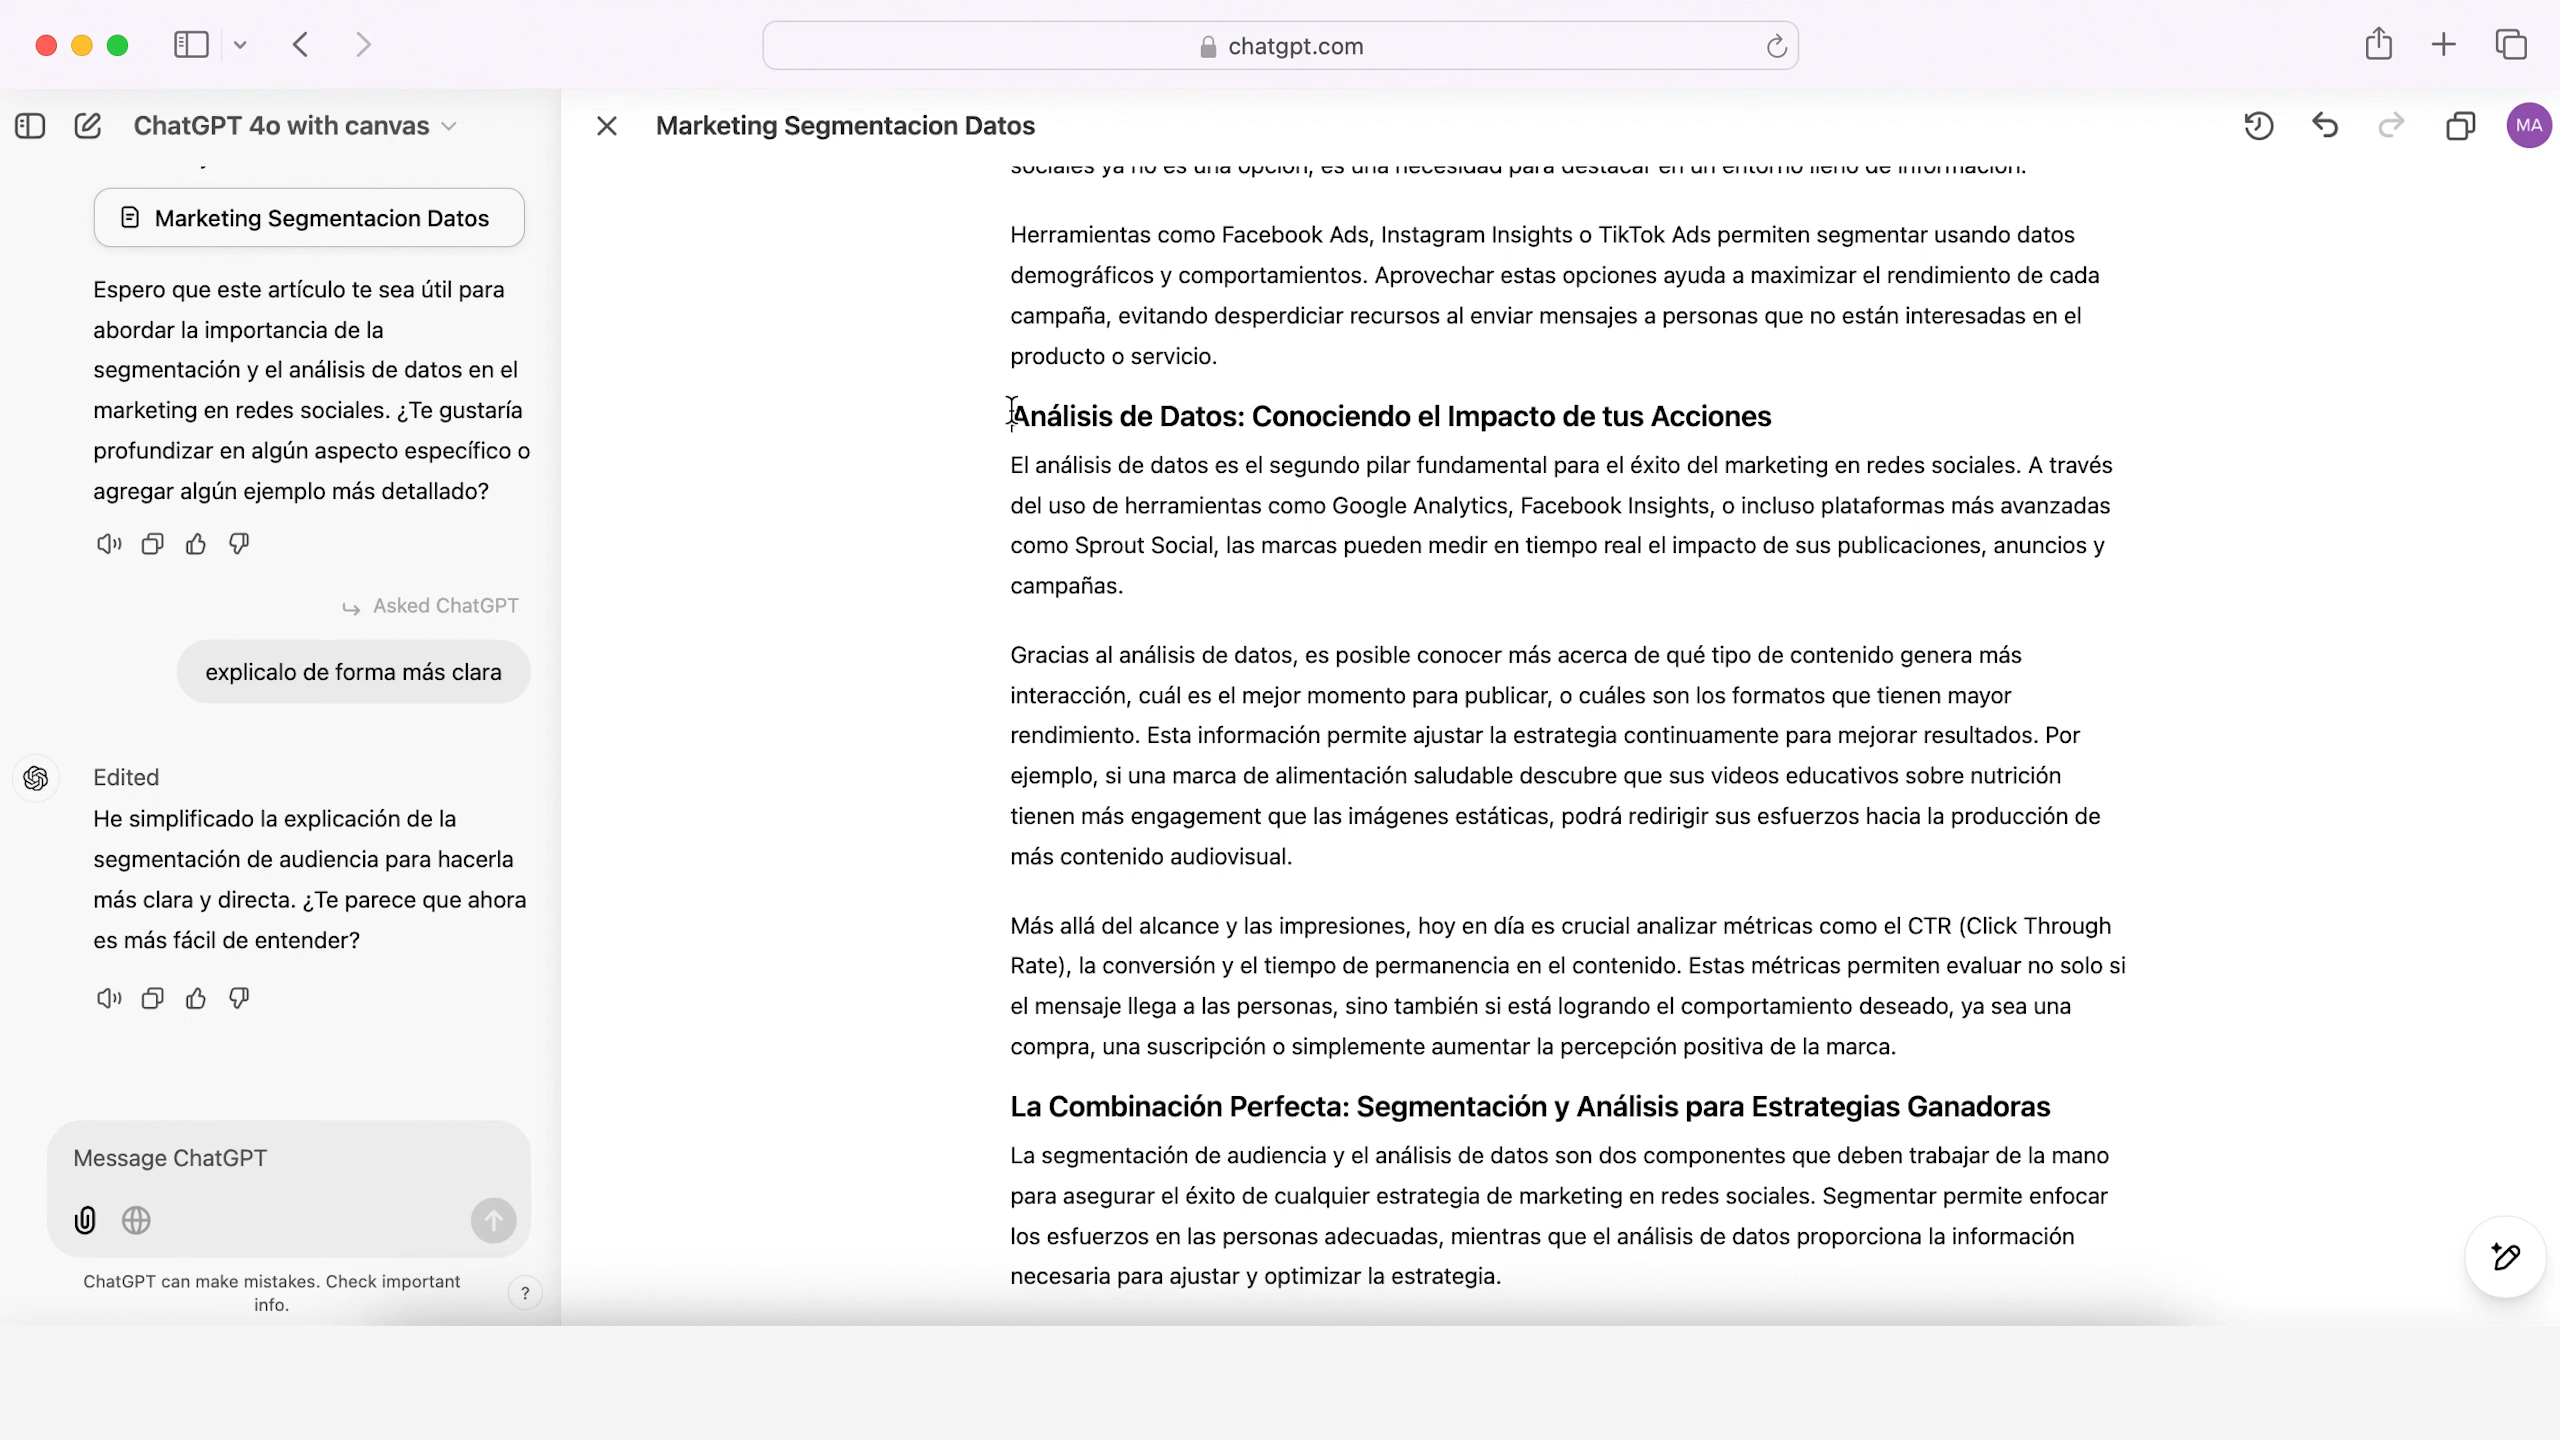 chatgpt.com
ChatGPT 4o with canvas
Marketing Segmentacion Datos
MA
Marketing Segmentacion Datos
Espero que este artículo te sea útil para
abordar la importancia de la
segmentación y el análisis de datos en el
marketing en redes sociales. ¿Te gustaría
profundizar en algún aspecto específico o
agregar algún ejemplo más detallado?
Asked ChatGPT
explicalo de forma más clara
Edited
He simplificado la explicación de la
segmentación de audiencia para hacerla
más clara y directa. ¿Te parece que ahora
es más fácil de entender?
Message ChatGPT
ChatGPT can make mistakes. Check important
info.
?
sociales ya no es una opción, es una necesidad para destacar en un entorno lleno de información.
Herramientas como Facebook Ads, Instagram Insights o TikTok Ads permiten segmentar usando datos
demográficos y comportamientos. Aprovechar estas opciones ayuda a maximizar el rendimiento de cada
campaña, evitando desperdiciar recursos al enviar mensajes a personas que no están interesadas en el
producto o servicio.
Análisis de Datos: Conociendo el Impacto de tus Acciones
El análisis de datos es el segundo pilar fundamental para el éxito del marketing en redes sociales. A través
del uso de herramientas como Google Analytics, Facebook Insights, o incluso plataformas más avanzadas
como Sprout Social, las marcas pueden medir en tiempo real el impacto de sus publicaciones, anuncios y
campañas.
Gracias al análisis de datos, es posible conocer más acerca de qué tipo de contenido genera más
interacción, cuál es el mejor momento para publicar, o cuáles son los formatos que tienen mayor
rendimiento. Esta información permite ajustar la estrategia continuamente para mejorar resultados. Por
ejemplo, si una marca de alimentación saludable descubre que sus videos educativos sobre nutrición
tienen más engagement que las imágenes estáticas, podrá redirigir sus esfuerzos hacia la producción de
más contenido audiovisual.
Más allá del alcance y las impresiones, hoy en día es crucial analizar métricas como el CTR (Click Through
Rate), la conversión y el tiempo de permanencia en el contenido. Estas métricas permiten evaluar no solo si
el mensaje llega a las personas, sino también si está logrando el comportamiento deseado, ya sea una
compra, una suscripción o simplemente aumentar la percepción positiva de la marca.
La Combinación Perfecta: Segmentación y Análisis para Estrategias Ganadoras
La segmentación de audiencia y el análisis de datos son dos componentes que deben trabajar de la mano
para asegurar el éxito de cualquier estrategia de marketing en redes sociales. Segmentar permite enfocar
los esfuerzos en las personas adecuadas, mientras que el análisis de datos proporciona la información
necesaria para ajustar y optimizar la estrategia.